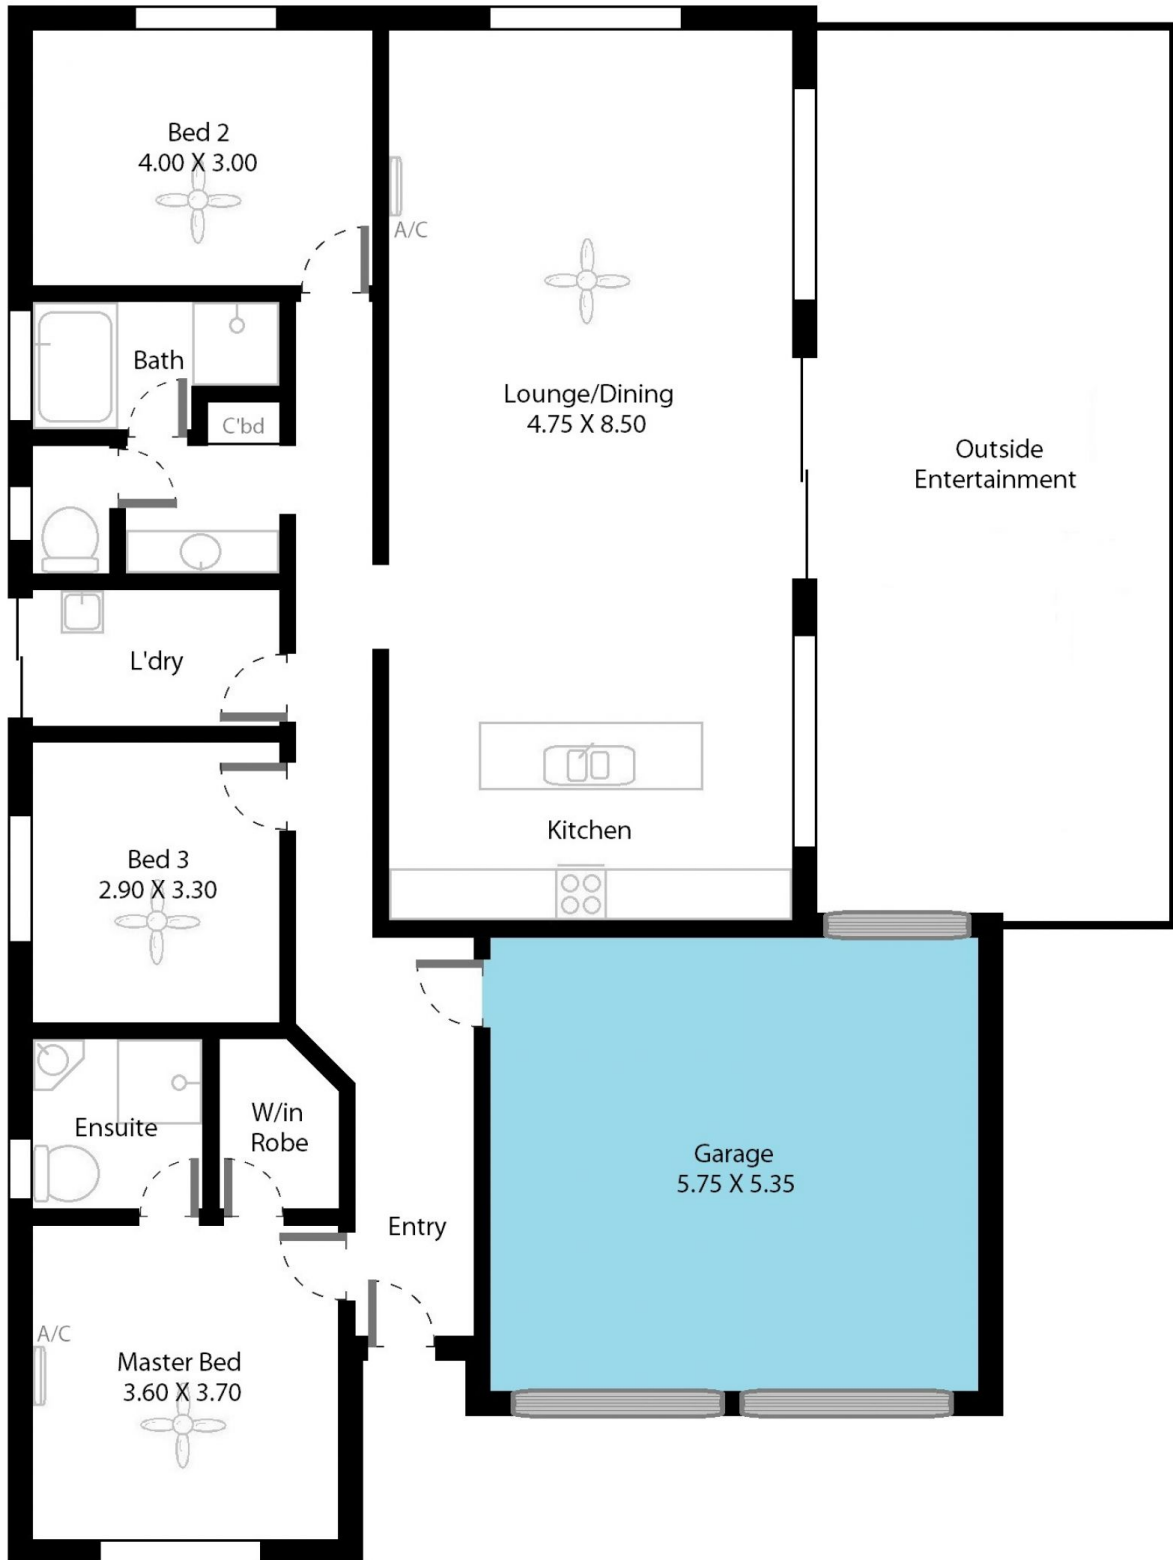 Bed 2
4.00 X 3.00
A/C
Bath
C'bd
Lounge/Dining
4.75 X 8.50
Outside
Entertainment
L'dry
Kitchen
Bed 3
2.90 X 3.30
Ensuite
W/in
Robe
Garage
5.75 X 5.35
Entry
A/C
Master Bed
3.60 X 3.70